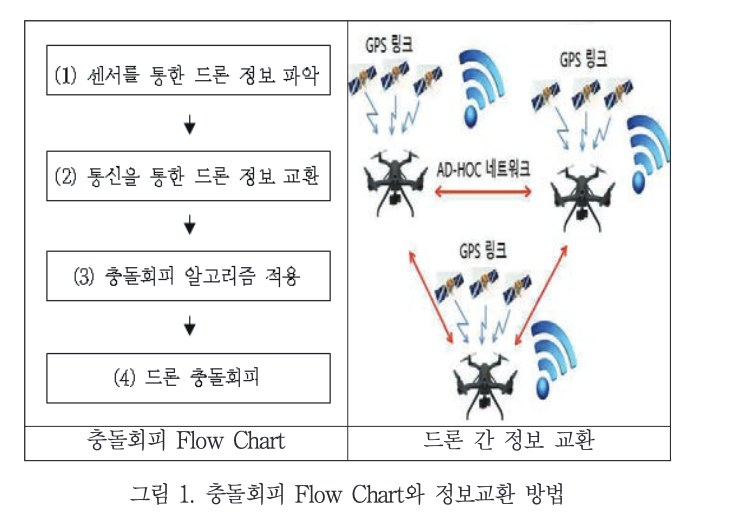 (1) 센서를 통한 드론 정보 파악
(2) 통신을 통한 드론 정보 교환
(3) 충돌회피 알고리즘 적용
(4) 드론 충돌회피
충돌회피 Flow Chart
GPS 링크
GPS 링크
AD-HOC 네트워크
GPS 링크
드론 간 정보 교환
그림 1. 충돌회피 Flow Chart와 정보교환 방법